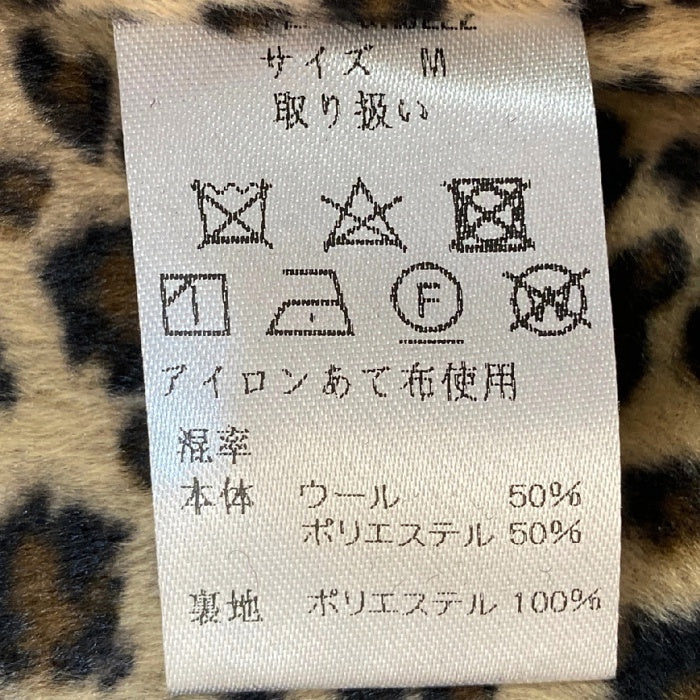 サイズ M
取り扱い
F
W
アイロンあて布使用
混率
本体 ウール 50%
ポリエステル 50%
裏地 ポリエステル 100%